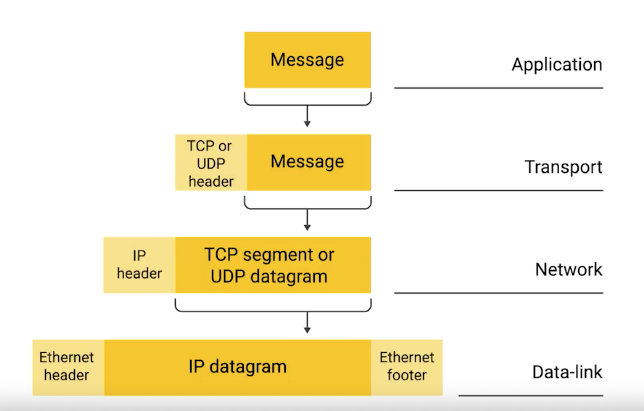 Message
Application
TCP or
UDP
header
Message
Transport
IP
header
TCP segment or
UDP datagram
Network
Ethernet
header
IP datagram
Ethernet
footer
Data-link